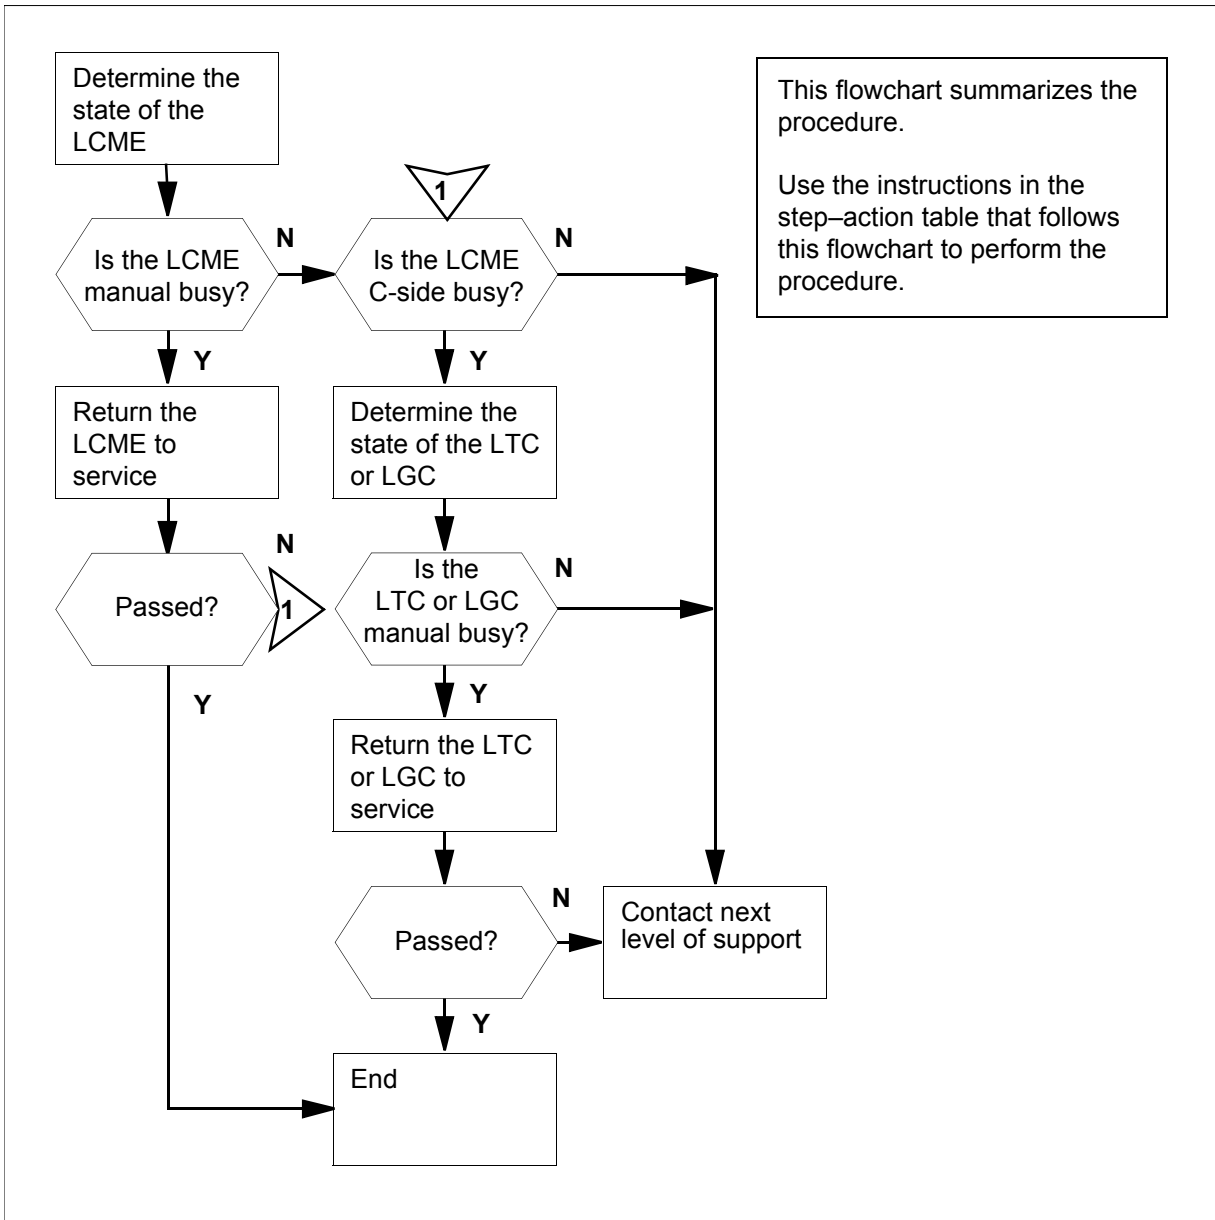 Determine the
state of the
LCME
This flowchart summarizes the
procedure.
Use the instructions in the
step–action table that follows
this flowchart to perform the
procedure.
1
Is the LCME
manual busy?
N
Is the LCME
C-side busy?
N
Y
Y
Return the
LCME to
service
Determine the
state of the LTC
or LGC
Passed?
N
1
Is the
LTC or LGC
manual busy?
N
Y
Y
Return the LTC
or LGC to
service
Passed?
N
Contact next
level of support
Y
End